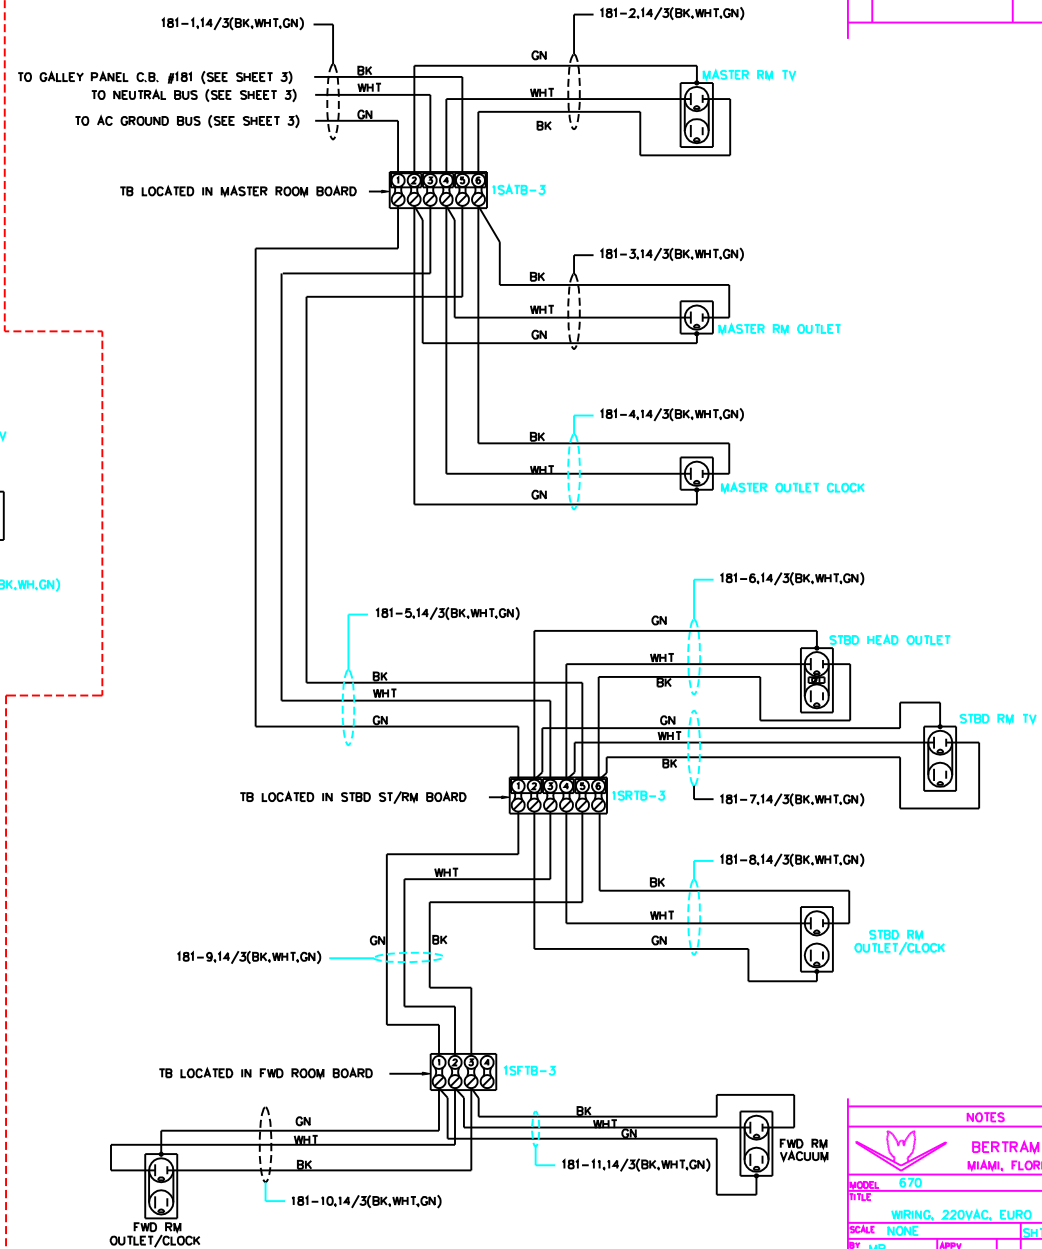 181-1,14/3(BK,WHT,GN)
181-2,14/3(BK,WHT,GN)
GN
MASTER RM TV
TO GALLEY PANEL C.B. #181 (SEE SHEET 3)
BK
TO NEUTRAL BUS (SEE SHEET 3)
WHT
WHT
TO AC GROUND BUS (SEE SHEET 3)
GN
BK
1 2 3 4 5 6
TB LOCATED IN MASTER ROOM BOARD
1SATB-3
181-3,14/3(BK,WHT,GN)
BK
WHT
MASTER RM OUTLET
GN
181-4,14/3(BK,WHT,GN)
V
BK
WHT
MASTER OUTLET CLOCK
GN
BK,WH,GN)
181-5,14/3(BK,WHT,GN)
181-6,14/3(BK,WHT,GN)
GN
STBD HEAD OUTLET
WHT
BK
BK
WHT
GN
GN
STBD RM TV
WHT
BK
1 2 3 4 5 6
TB LOCATED IN STBD ST/RM BOARD
1SRTB-3
181-7,14/3(BK,WHT,GN)
181-8,14/3(BK,WHT,GN)
WHT
BK
WHT
GN
STBD RM
OUTLET/CLOCK
GN
BK
181-9,14/3(BK,WHT,GN)
1 2 3 4
TB LOCATED IN FWD ROOM BOARD
1SFTB-3
BK
WHT
GN
GN
WHT
BK
FWD RM
VACUUM
181-11,14/3(BK,WHT,GN)
181-10,14/3(BK,WHT,GN)
FWD RM
OUTLET/CLOCK
NOTES
BERTRAM
MIAMI, FLORI
MODEL 670
TITLE
WIRING, 220VAC, EURO
SCALE NONE
SHT
BY MR
APPV